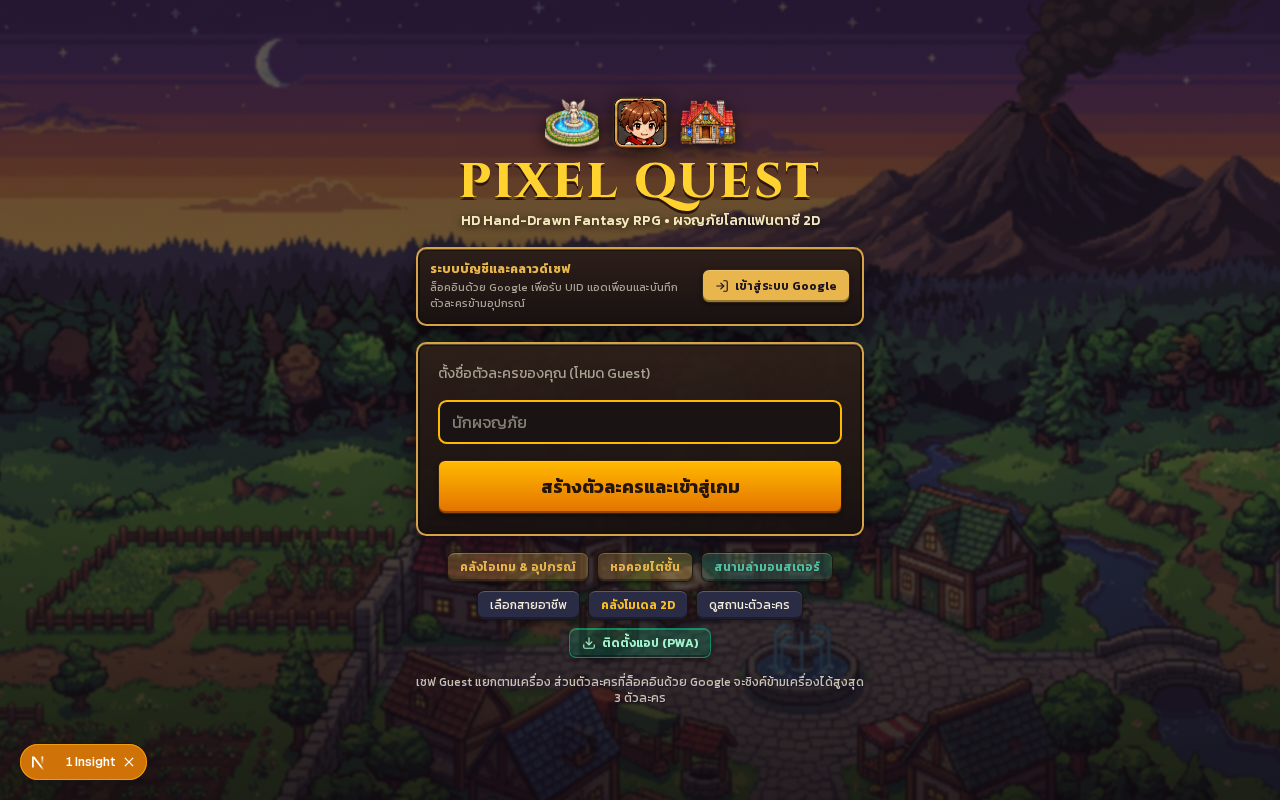 PIXEL QUEST
HD Hand-Drawn Fantasy RPG • ผจญภัยโลกแฟนตาซี 2D
ระบบบัญชีและคลาวด์เซฟ
ล็อคอินด้วย Google เพื่อรับ UID แอดเพื่อนและบันทึก
ตัวละครข้ามอุปกรณ์
เข้าสู่ระบบ Google
ตั้งชื่อตัวละครของคุณ (โหมด Guest)
นักผจญภัย
สร้างตัวละครและเข้าสู่เกม
คลังไอเทม & อุปกรณ์
หอคอยไต่ชั้น
สนามล่ามอนสเตอร์
เลือกสายอาชีพ
คลังโมเดล 2D
ดูสถานะตัวละคร
ติดตั้งแอป (PWA)
เซฟ Guest แยกตามเครื่อง ส่วนตัวละครที่ล็อคอินด้วย Google จะซิงค์ข้ามเครื่องได้สูงสุด
3 ตัวละคร
N 1 Insight